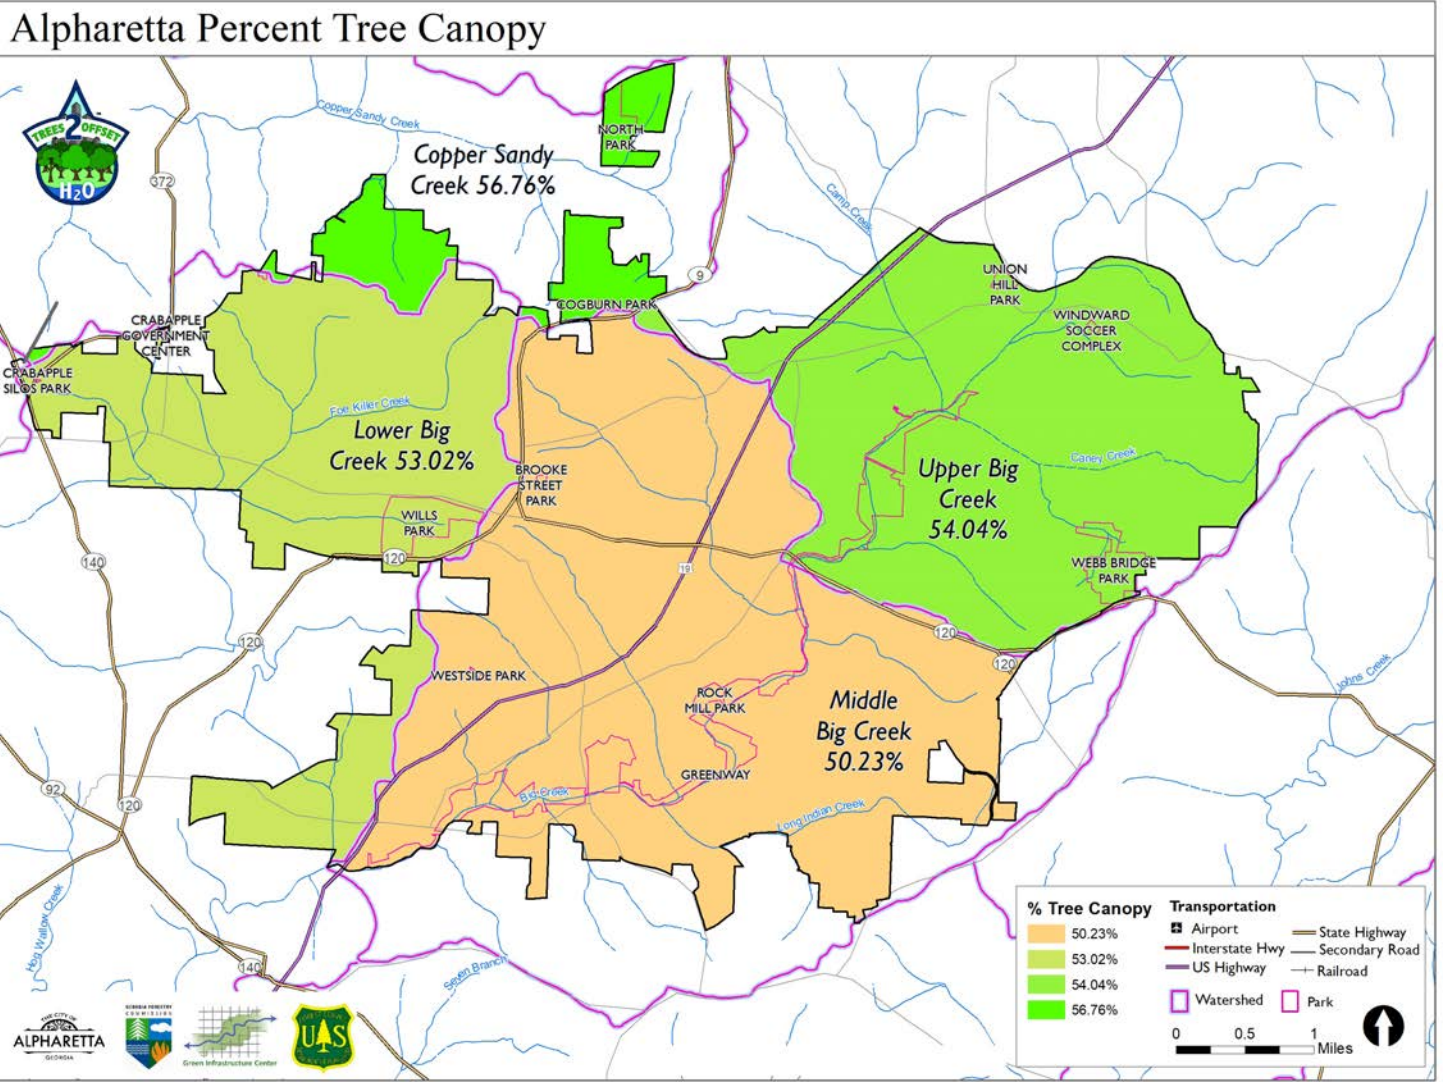 Alpharetta Percent Tree Canopy
TREES 2 OFFSET
H2O
Copper Sandy Creek
NORTH
PARK
Copper Sandy
Creek 56.76%
372
Camp Creek
9
UNION
HILL
PARK
COGBURN PARK
WINDWARD
SOCCER
COMPLEX
CRABAPPLE
GOVERNMENT
CENTER
CRABAPPLE
SILOS PARK
Foe Killer Creek
Lower Big
Creek 53.02%
BROOKE
STREET
PARK
Caney Creek
Upper Big
Creek
54.04%
WILLS
PARK
120
140
19
WEBB BRIDGE
PARK
120
120
120
Johns Creek
WESTSIDE PARK
ROCK
MILL PARK
Middle
Big Creek
50.23%
GREENWAY
Big Creek
Long Indian Creek
92
120
Hog Wallow Creek
140
Seven Branch
% Tree Canopy
50.23%
53.02%
54.04%
56.76%
Transportation
Airport
Interstate Hwy
US Highway
State Highway
Secondary Road
Railroad
Watershed
Park
0 0.5 1
Miles
THE CITY OF
ALPHARETTA
GEORGIA
GEORGIA FORESTRY
COMMISSION
Green Infrastructure Center
U S